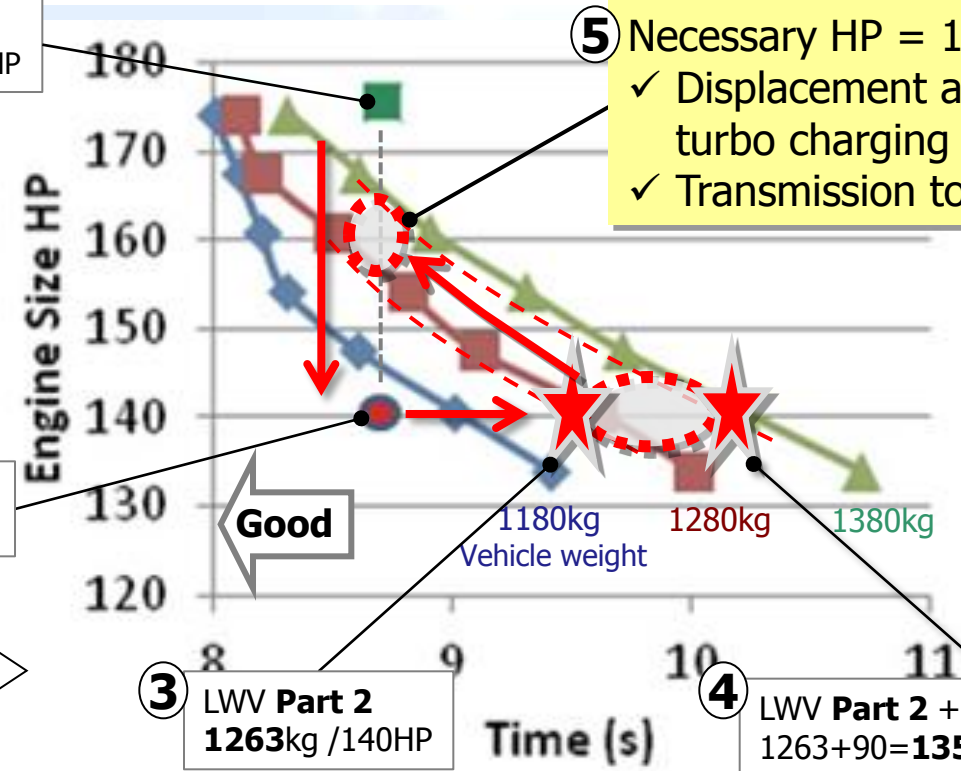 HP
5 Necessary HP = 1
✓ Displacement a
turbo charging
✓ Transmission to
Engine Size HP
180
170
160
150
140
130
120
Good
1180kg
Vehicle weight
1280kg
1380kg
8 9 10 11
Time (s)
3 LWV Part 2
1263kg /140HP
4 LWV Part 2 +
1263+90=135